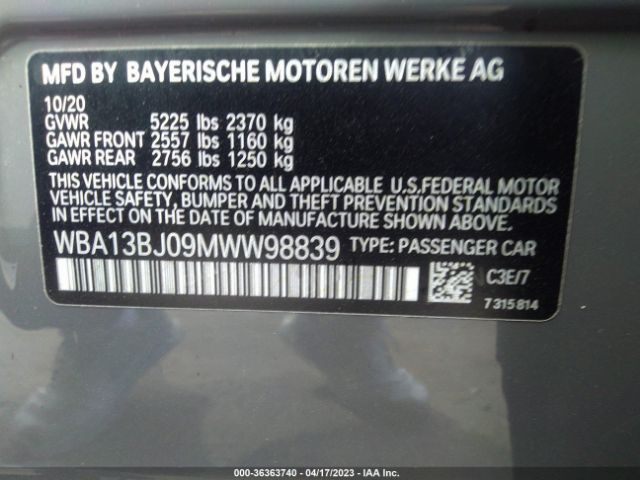 MFD BY BAYERISCHE MOTOREN WERKE AG
10/20
GVWR 5225 lbs 2370 kg
GAWR FRONT 2557 lbs 1160 kg
GAWR REAR 2756 lbs 1250 kg
THIS VEHICLE CONFORMS TO ALL APPLICABLE U.S.FEDERAL MOTOR
VEHICLE SAFETY, BUMPER AND THEFT PREVENTION STANDARDS
IN EFFECT ON THE DATE OF MANUFACTURE SHOWN ABOVE.
WBA13BJ09MWW98839 TYPE: PASSENGER CAR
C3E/7
7315814
000-36363740 - 04/17/2023 - IAA Inc.